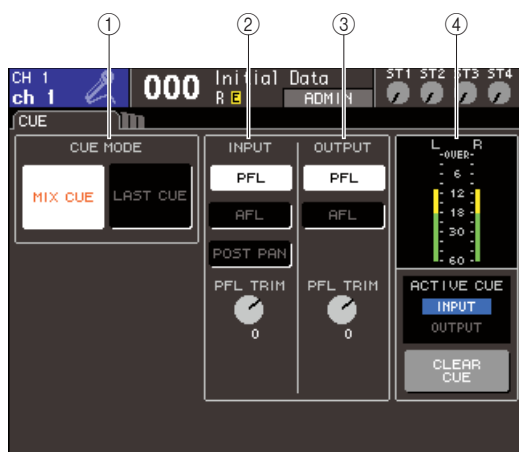 ① ② ③ ④
CH 1
ch 1
000
Initial Data
R E ADMIN
ST1 ST2 ST3 ST4
CUE
CUE MODE
MIX CUE
LAST CUE
INPUT
PFL
AFL
POST PAN
PFL TRIM
0
OUTPUT
PFL
AFL
PFL TRIM
0
L R
-OVER-
6
12
18
30
60
ACTIVE CUE
INPUT
OUTPUT
CLEAR
CUE